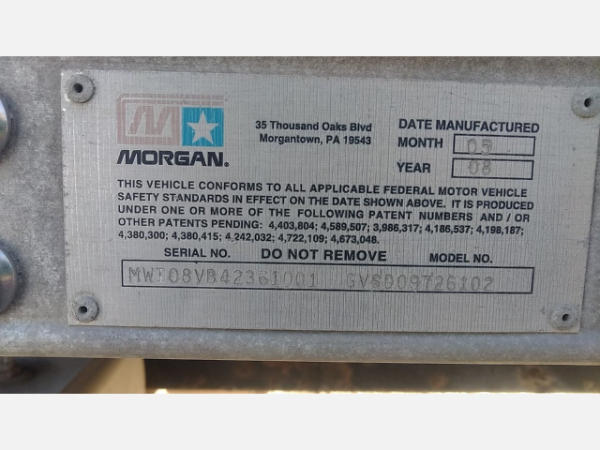 35 Thousand Oaks Blvd
Morgantown, PA 19543
MORGAN.
DATE MANUFACTURED
MONTH 05
YEAR 08
THIS VEHICLE CONFORMS TO ALL APPLICABLE FEDERAL MOTOR VEHICLE
SAFETY STANDARDS IN EFFECT ON THE DATE SHOWN ABOVE. IT IS PRODUCED
UNDER ONE OR MORE OF THE FOLLOWING PATENT NUMBERS AND / OR
OTHER PATENTS PENDING: 4,403,804; 4,589,507; 3,986,317; 4,186,537; 4,198,187;
4,380,300; 4,380,415; 4,242,032; 4,722,109; 4,673,048.
SERIAL NO. DO NOT REMOVE MODEL NO.
MWT08VB42361001 GVSD09726102